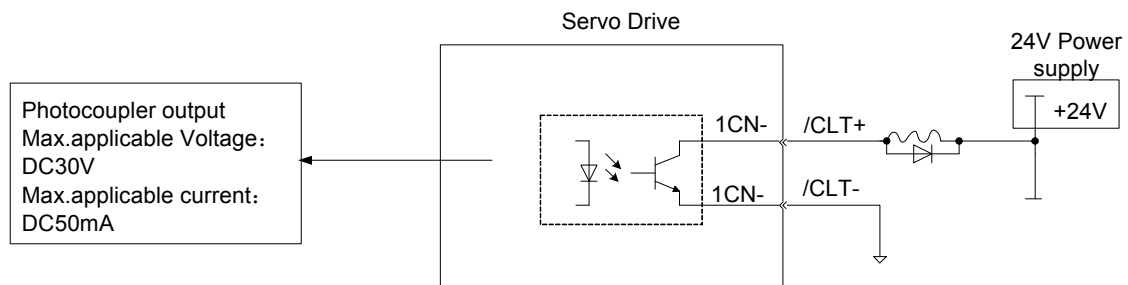 Servo Drive
24V Power
supply
+24V
Photocoupler output
Max.applicable Voltage：
DC30V
Max.applicable current：
DC50mA
1CN-
/CLT+
1CN-
/CLT-